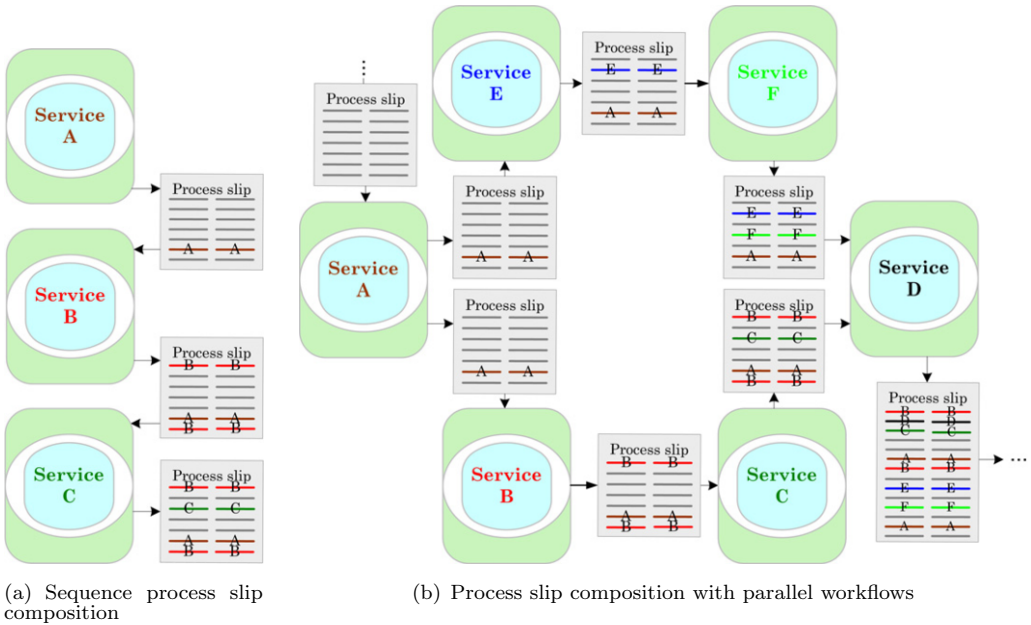 Service
A
Process slip
A A
Service
B
Process slip
B B
A A
B B
Service
C
Process slip
B B
C C
A A
B B
(a) Sequence process slip
composition
⋮
Process slip
Service
A
Process slip
A A
Process slip
A A
Service
E
Process slip
E E
A A
Service
F
Process slip
E E
F F
A A
Service
B
Process slip
B B
A A
B B
Service
C
Process slip
B B
C C
A A
B B
Service
D
Process slip
B B
D D
C C
A A
B B
E E
F F
A A
...
(b) Process slip composition with parallel workflows